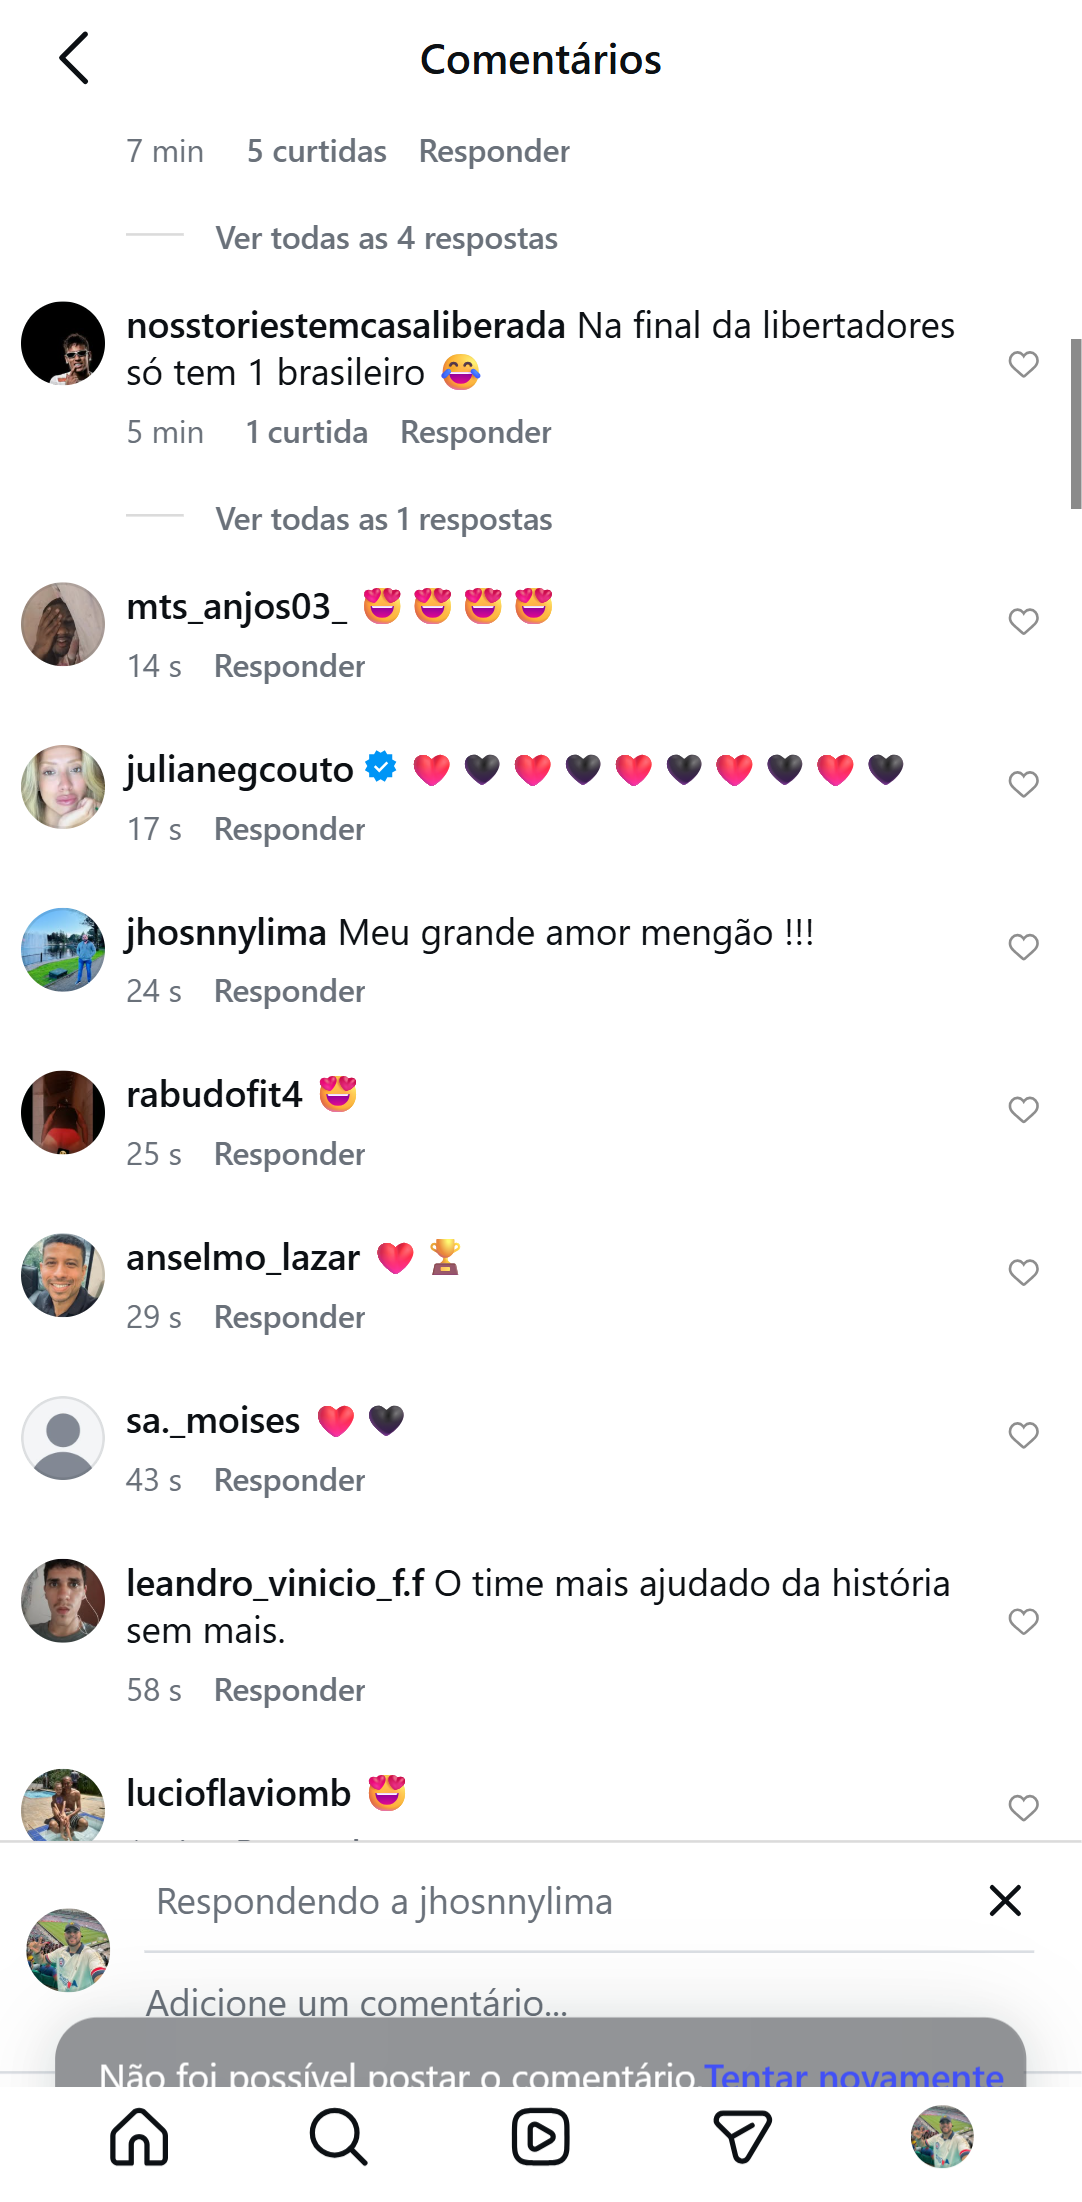 Comentários
7 min 5 curtidas Responder
Ver todas as 4 respostas
nosstoriestemcasaliberada Na final da libertadores
só tem 1 brasileiro 😂
5 min 1 curtida Responder
Ver todas as 1 respostas
mts_anjos03_ 😍😍😍😍
14 s Responder
julianegcouto ❤️🖤❤️🖤❤️🖤❤️🖤❤️🖤
17 s Responder
jhosnnylima Meu grande amor mengão !!!
24 s Responder
rabudofit4 😍
25 s Responder
anselmo_lazar ❤️🏆
29 s Responder
sa._moises ❤️🖤
43 s Responder
leandro_vinicio_f.f O time mais ajudado da história
sem mais.
58 s Responder
lucioflaviomb 😍
Respondendo a jhosnnylima
Adicione um comentário...
Não foi possível postar o comentário. Tentar novamente